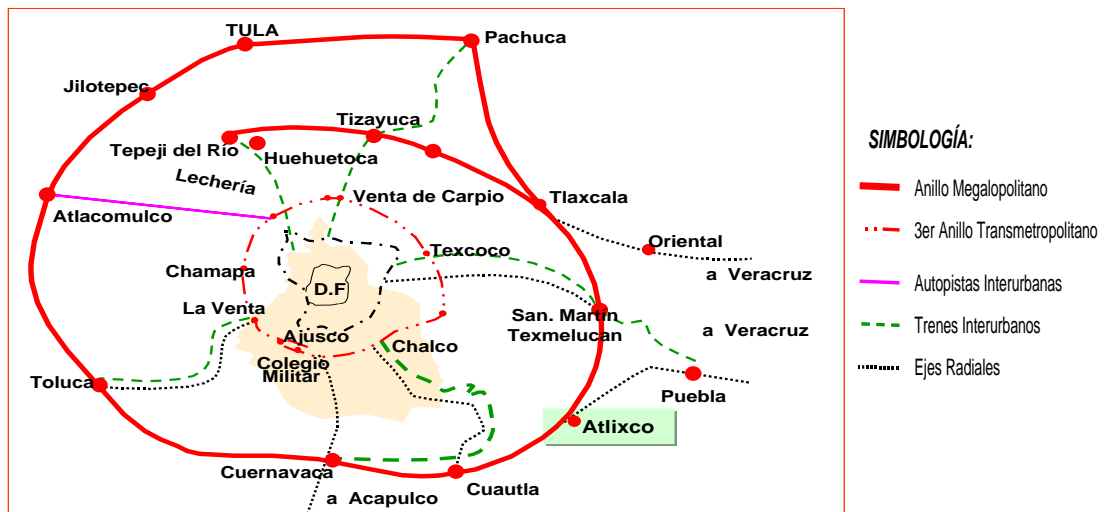 TULA
Pachuca
Jilotepec
Tizayuca
Tepeji del Río
Huehuetoca
Lechería
Venta de Carpio
Tlaxcala
Atlacomulco
Texcoco
Oriental
Chamapa
a Veracruz
D.F
La Venta
San. Martín
Texmelucan
a Veracruz
Ajusco
Chalco
Colegio
Militar
Toluca
Puebla
Atlixco
Cuernavaca
Cuautla
a Acapulco
SIMBOLOGÍA:
Anillo Megalopolitano
3er Anillo Transmetropolitano
Autopistas Interurbanas
Trenes Interurbanos
Ejes Radiales